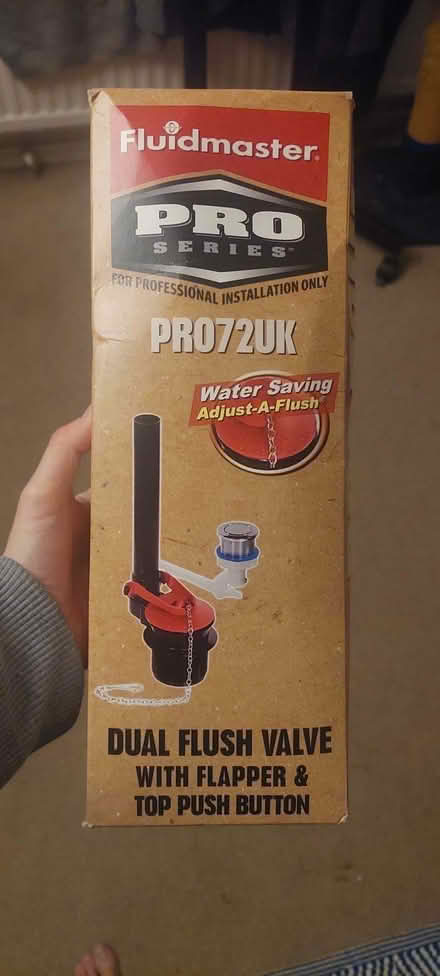 Fluidmaster®
PRO
SERIES™
FOR PROFESSIONAL INSTALLATION ONLY
PRO72UK
Water Saving
Adjust-A-Flush®
DUAL FLUSH VALVE
WITH FLAPPER &
TOP PUSH BUTTON